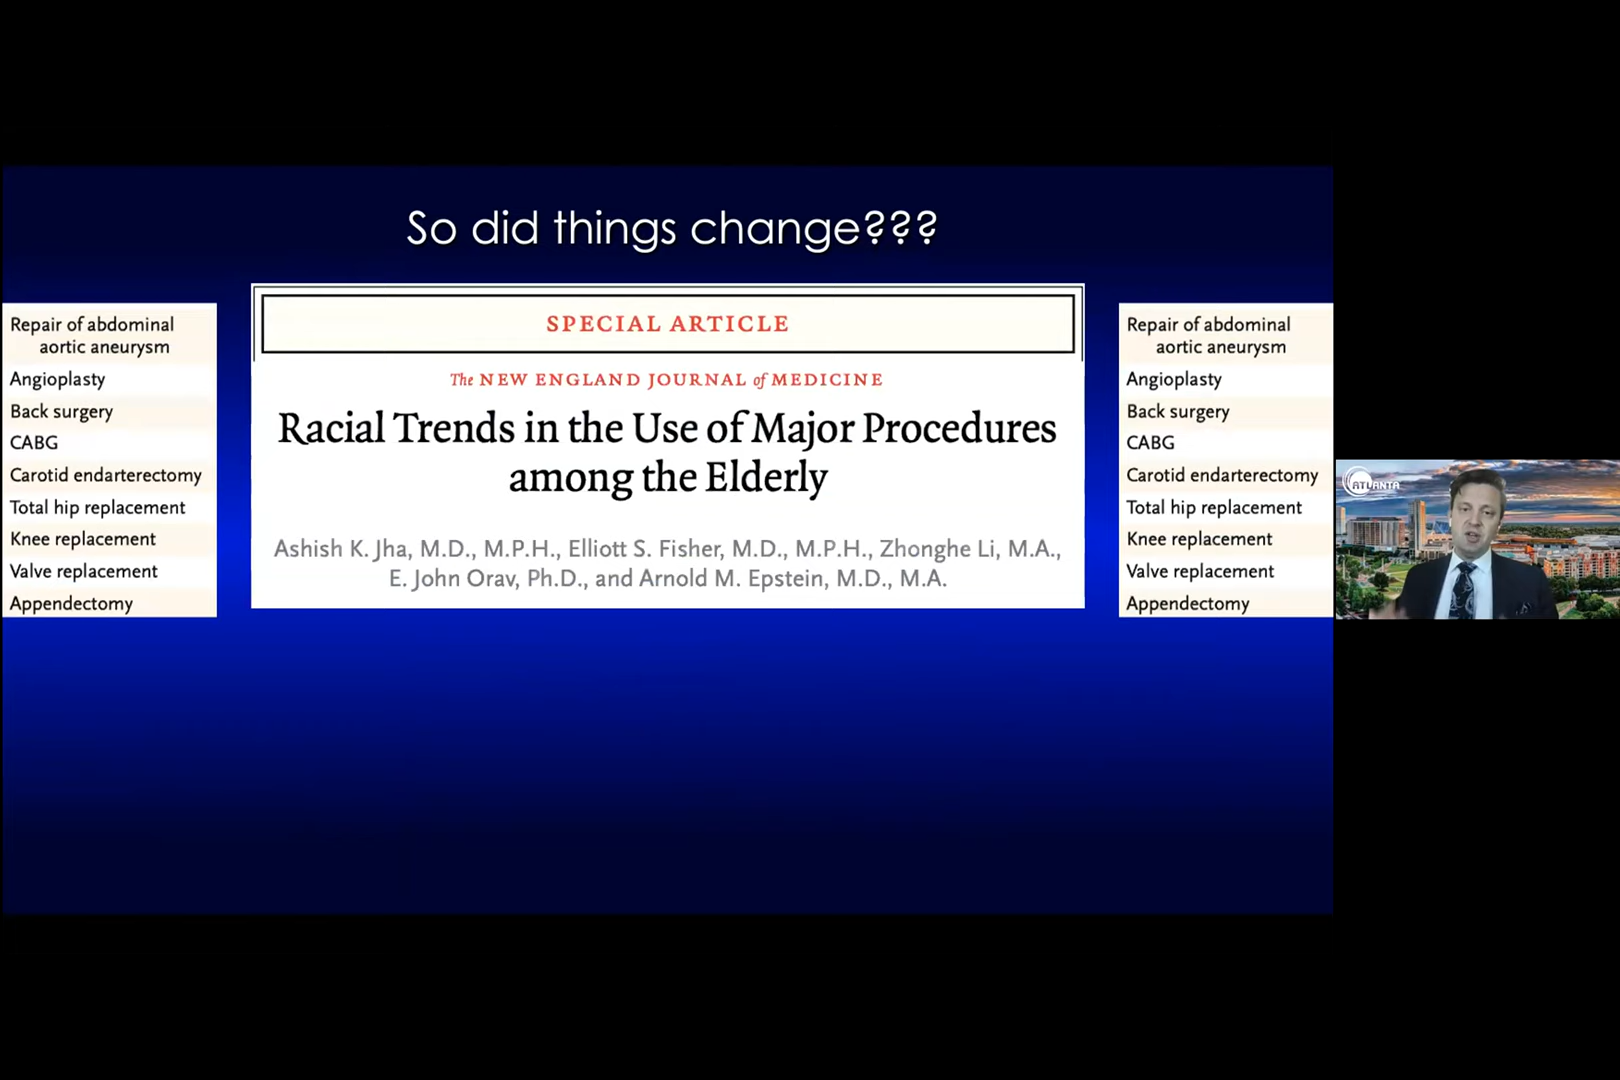 So did things change???
Repair of abdominal
aortic aneurysm
Angioplasty
Back surgery
CABG
Carotid endarterectomy
Total hip replacement
Knee replacement
Valve replacement
Appendectomy
SPECIAL ARTICLE
The NEW ENGLAND JOURNAL of MEDICINE
Racial Trends in the Use of Major Procedures
among the Elderly
Ashish K. Jha, M.D., M.P.H., Elliott S. Fisher, M.D., M.P.H., Zhonghe Li, M.A.,
E. John Orav, Ph.D., and Arnold M. Epstein, M.D., M.A.
Repair of abdominal
aortic aneurysm
Angioplasty
Back surgery
CABG
Carotid endarterectomy
Total hip replacement
Knee replacement
Valve replacement
Appendectomy
ATLANTA